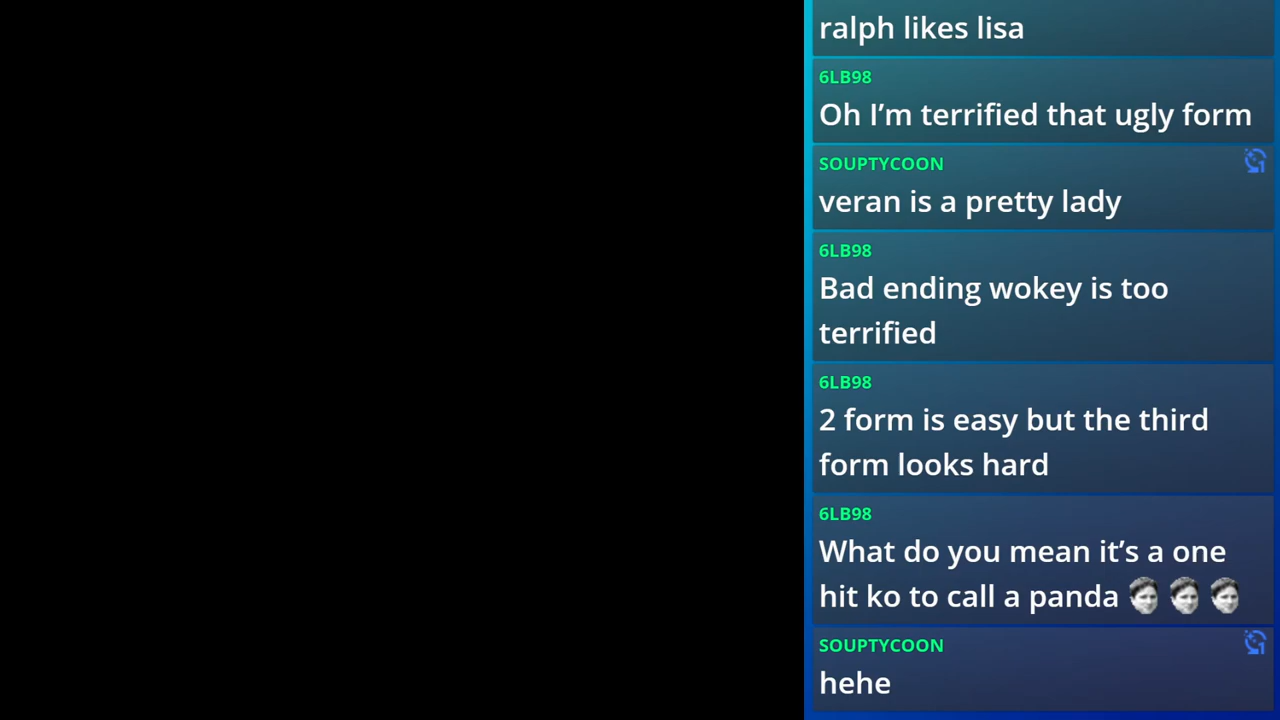 ralph likes lisa
6LB98
Oh I’m terrified that ugly form
SOUPTYCOON
veran is a pretty lady
6LB98
Bad ending wokey is too
terrified
6LB98
2 form is easy but the third
form looks hard
6LB98
What do you mean it’s a one
hit ko to call a panda
SOUPTYCOON
hehe